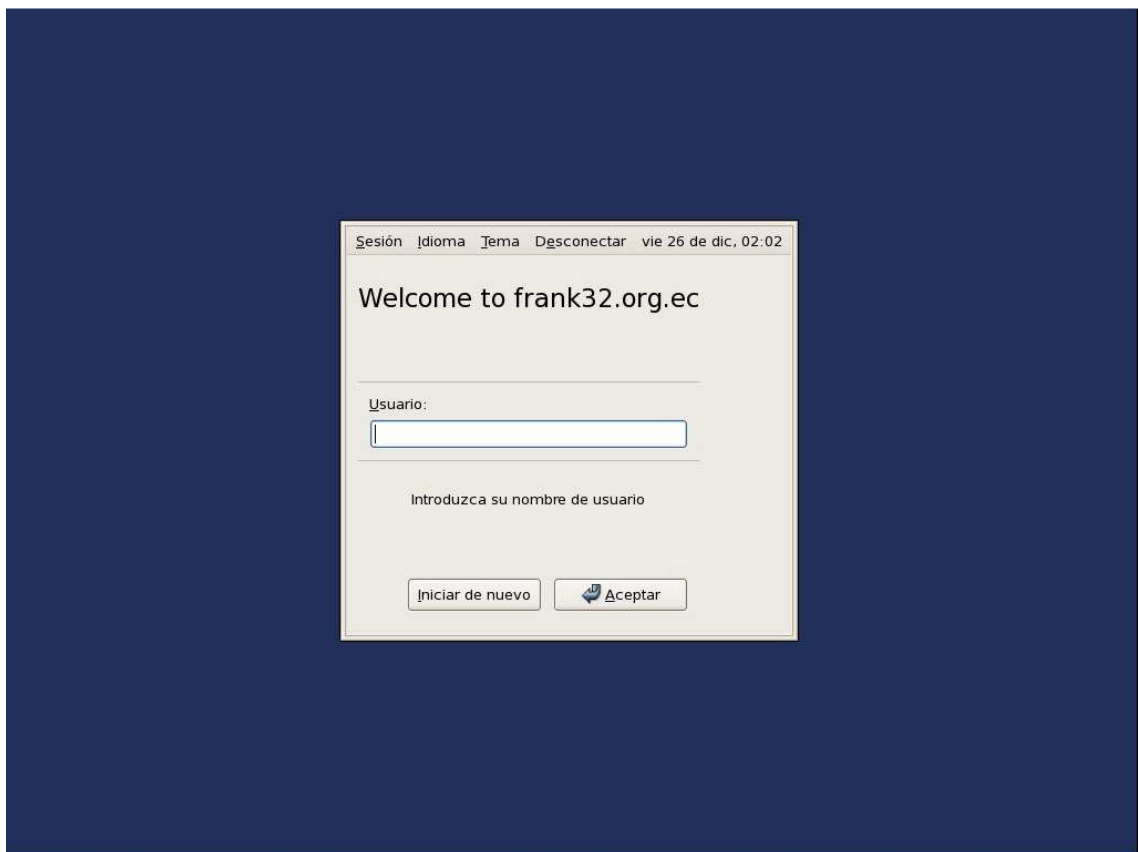 Sesión Idioma Tema Desconectar vie 26 de dic, 02:02
Welcome to frank32.org.ec
Usuario:
Introduzca su nombre de usuario
Iniciar de nuevo Aceptar